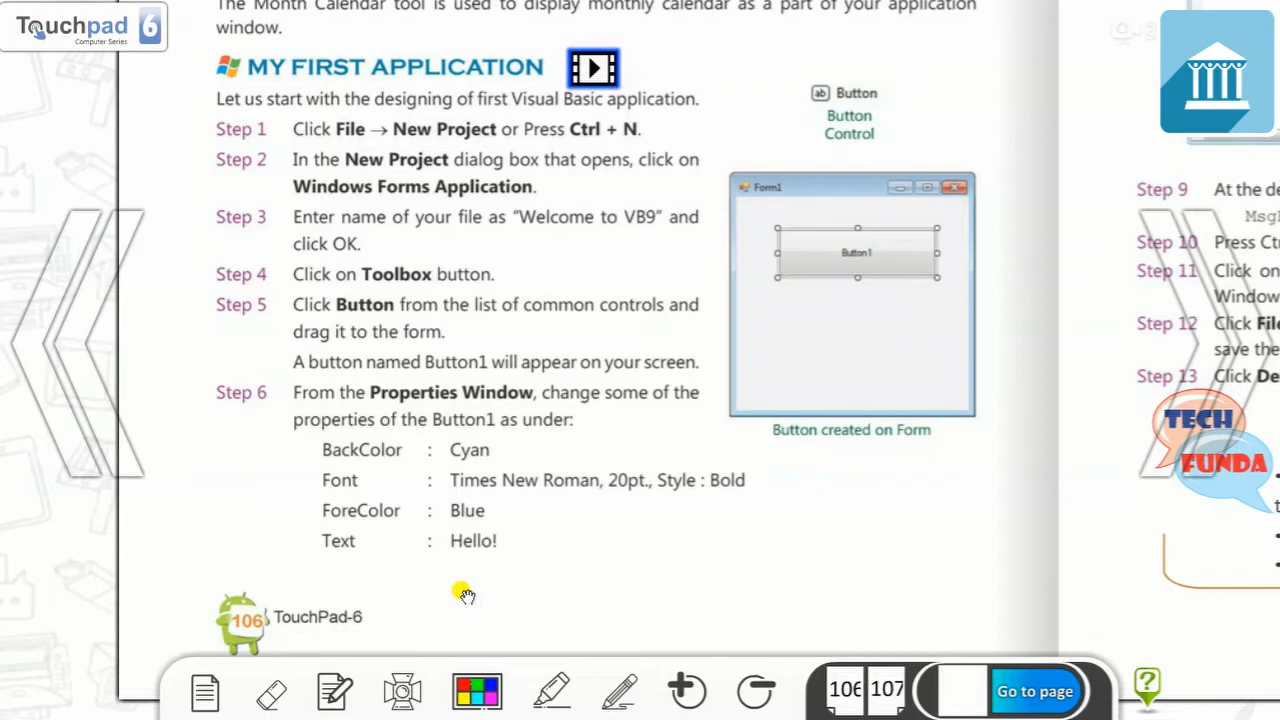 Touchpad 6
Computer Series
The Month Calendar tool is used to display monthly calendar as a part of your application
window.
MY FIRST APPLICATION
Let us start with the designing of first Visual Basic application.
Step 1 Click File → New Project or Press Ctrl + N.
Step 2 In the New Project dialog box that opens, click on
Windows Forms Application.
Step 3 Enter name of your file as "Welcome to VB9" and
click OK.
Step 4 Click on Toolbox button.
Step 5 Click Button from the list of common controls and
drag it to the form.
A button named Button1 will appear on your screen.
Step 6 From the Properties Window, change some of the
properties of the Button1 as under:
BackColor : Cyan
Font : Times New Roman, 20pt., Style : Bold
ForeColor : Blue
Text : Hello!
ab Button
Button
Control
Form1
Button1
Button created on Form
106 TouchPad-6
Step 9 At the de
MsgI
Step 10 Press Ct
Step 11 Click on
Window
Step 12 Click Fil
save the
Step 13 Click De
TECH
FUNDA
106 107 Go to page
?